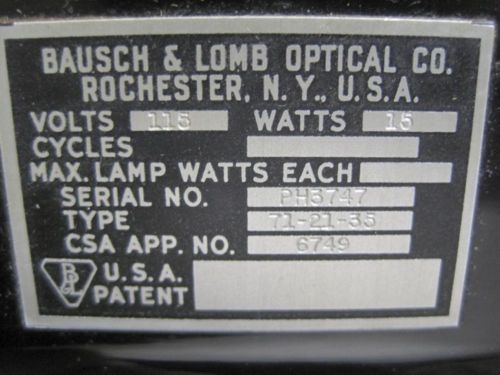 BAUSCH & LOMB OPTICAL CO.
ROCHESTER, N. Y., U. S. A.
VOLTS 115 WATTS 15
CYCLES
MAX. LAMP WATTS EACH
SERIAL NO. PH3747
TYPE 71-21-35
CSA APP. NO. 6749
B&L U.S.A.
PATENT